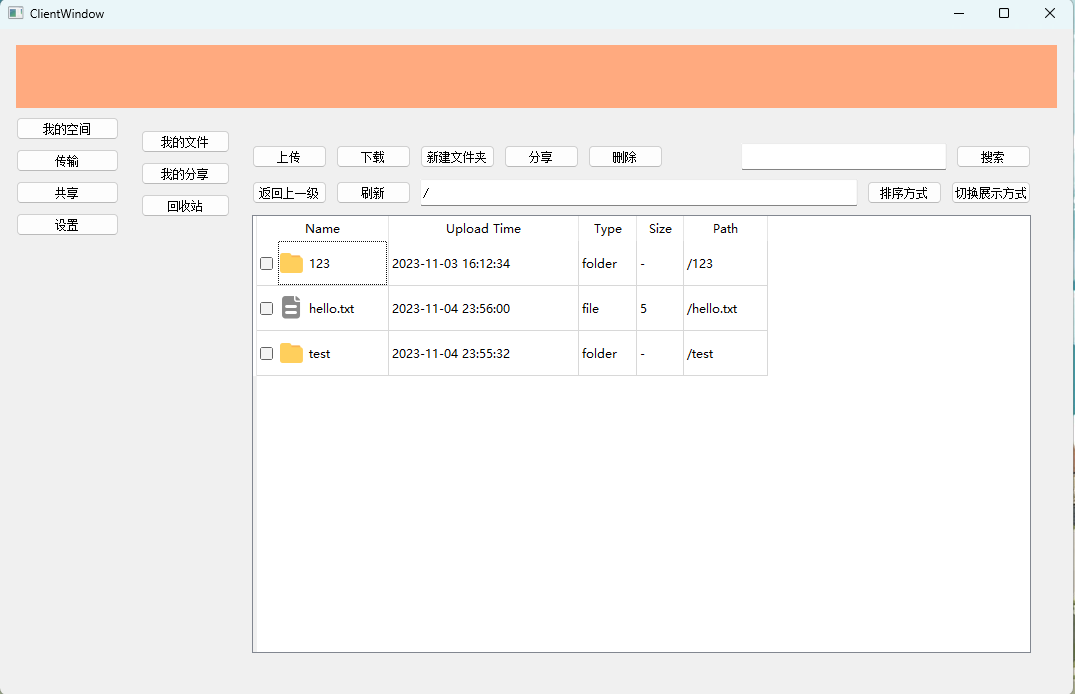 ClientWindow
我的空间
传输
共享
设置
我的文件
我的分享
回收站
上传 下载 新建文件夹 分享 删除 搜索
返回上一级 刷新 / 排序方式 切换展示方式
Name Upload Time Type Size Path
123 2023-11-03 16:12:34 folder - /123
hello.txt 2023-11-04 23:56:00 file 5 /hello.txt
test 2023-11-04 23:55:32 folder - /test